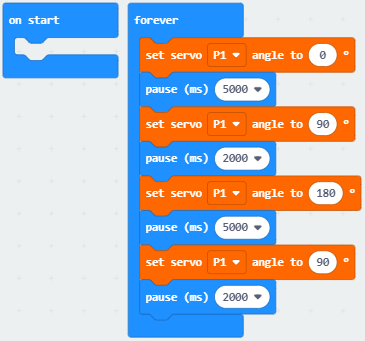 on start
forever
set servo P1 angle to 0 °
pause (ms) 5000
set servo P1 angle to 90 °
pause (ms) 2000
set servo P1 angle to 180 °
pause (ms) 5000
set servo P1 angle to 90 °
pause (ms) 2000